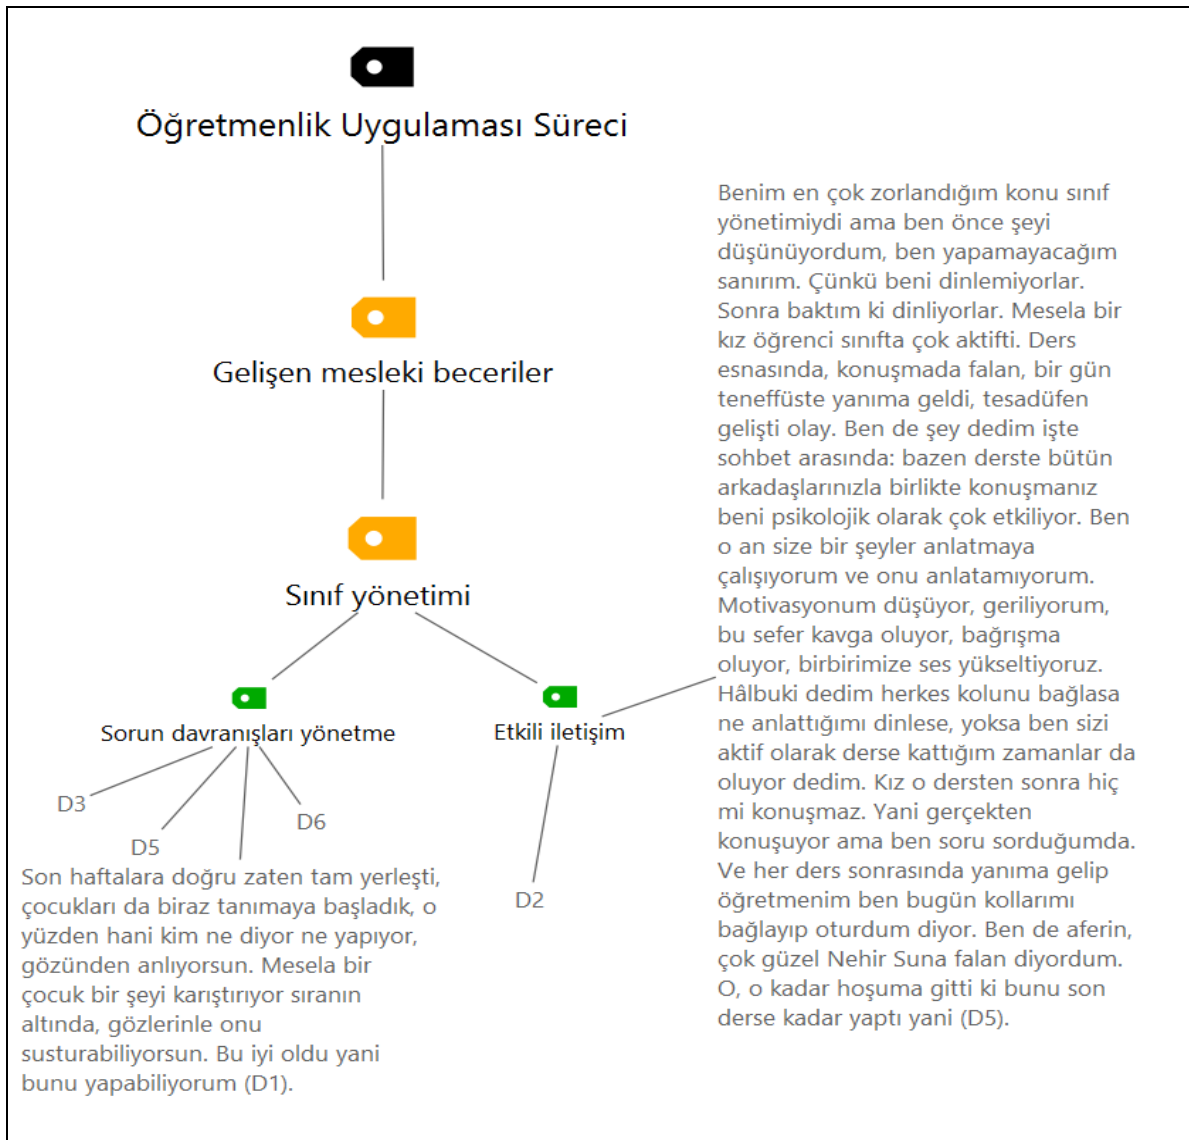 Öğretmenlik Uygulaması Süreci
Gelişen mesleki beceriler
Sınıf yönetimi
Sorun davranışları yönetme
D3
D5
D6
Son haftalara doğru zaten tam yerleşti,
çocukları da biraz tanımaya başladık, o
yüzden hani kim ne diyor ne yapıyor,
gözünden anlıyorsun. Mesela bir
çocuk bir şeyi karıştırıyor sıranın
altında, gözlerinle onu
susturabiliyorsun. Bu iyi oldu yani
bunu yapabiliyorum (D1).
Etkili iletişim
D2
Benim en çok zorlandığım konu sınıf
yönetimiydi ama ben önce şeyi
düşünüyordum, ben yapamayacağım
sanırım. Çünkü beni dinlemiyorlar.
Sonra baktım ki dinliyorlar. Mesela bir
kız öğrenci sınıfta çok aktifti. Ders
esnasında, konuşmada falan, bir gün
teneffüste yanıma geldi, tesadüfen
gelişti olay. Ben de şey dedim işte
sohbet arasında: bazen derste bütün
arkadaşlarınızla birlikte konuşmanız
beni psikolojik olarak çok etkiliyor. Ben
o an size bir şeyler anlatmaya
çalışıyorum ve onu anlatamıyorum.
Motivasyonum düşüyor, geriliyorum,
bu sefer kavga oluyor, bağrışma
oluyor, birbirimize ses yükseltiyoruz.
Hâlbuki dedim herkes kolunu bağlasa
ne anlattığımı dinlese, yoksa ben sizi
aktif olarak derse kattığım zamanlar da
oluyor dedim. Kız o dersten sonra hiç
mi konuşmaz. Yani gerçekten
konuşuyor ama ben soru sorduğumda.
Ve her ders sonrasında yanıma gelip
öğretmenim ben bugün kollarımı
bağlayıp oturdum diyor. Ben de aferin,
çok güzel Nehir Suna falan diyordum.
O, o kadar hoşuma gitti ki bunu son
derse kadar yaptı yani (D5).